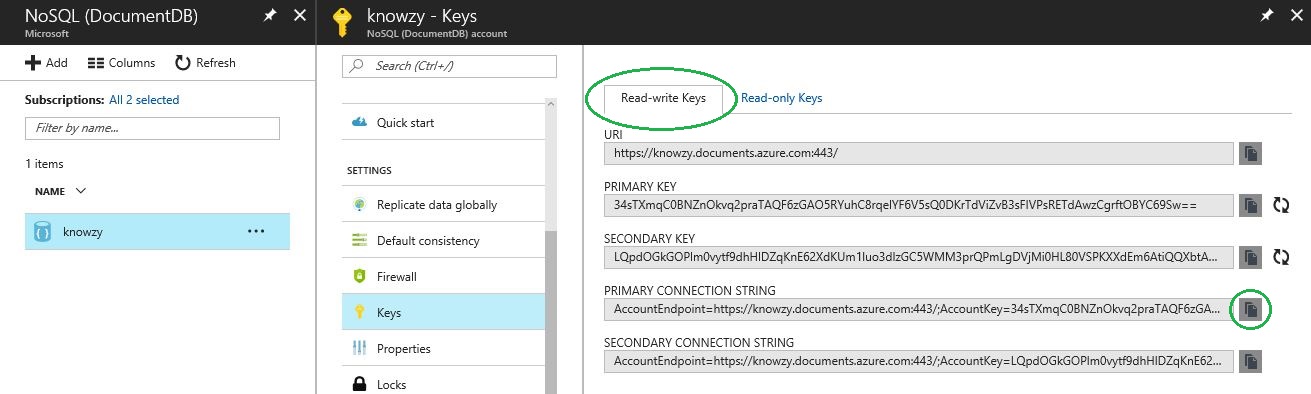 NoSQL (DocumentDB)
Microsoft
Add Columns Refresh
Subscriptions: All 2 selected
Filter by name...
1 items
NAME
knowzy
knowzy - Keys
NoSQL (DocumentDB) account
Search (Ctrl+/)
Quick start
SETTINGS
Replicate data globally
Default consistency
Firewall
Keys
Properties
Locks
Read-write Keys Read-only Keys
URI
https://knowzy.documents.azure.com:443/
PRIMARY KEY
34sTXmqC0BNZnOkvq2praTAQF6zGAO5RYuhC8rqeIYF6V5sQ0DKrTdViZvB3sFIVPsRETdAwzCgrftOBYC69Sw==
SECONDARY KEY
LQpdOGkGOPlm0vytf9dhHIDZqKnE62XdKUm1Iuo3dIzGC5WMM3prQPmLgDVjMi0HL80VSPKXXdEm6AtiQQXbtA...
PRIMARY CONNECTION STRING
AccountEndpoint=https://knowzy.documents.azure.com:443/;AccountKey=34sTXmqC0BNZnOkvq2praTAQF6zGA...
SECONDARY CONNECTION STRING
AccountEndpoint=https://knowzy.documents.azure.com:443/;AccountKey=LQpdOGkGOPlm0vytf9dhHIDZqKnE62...